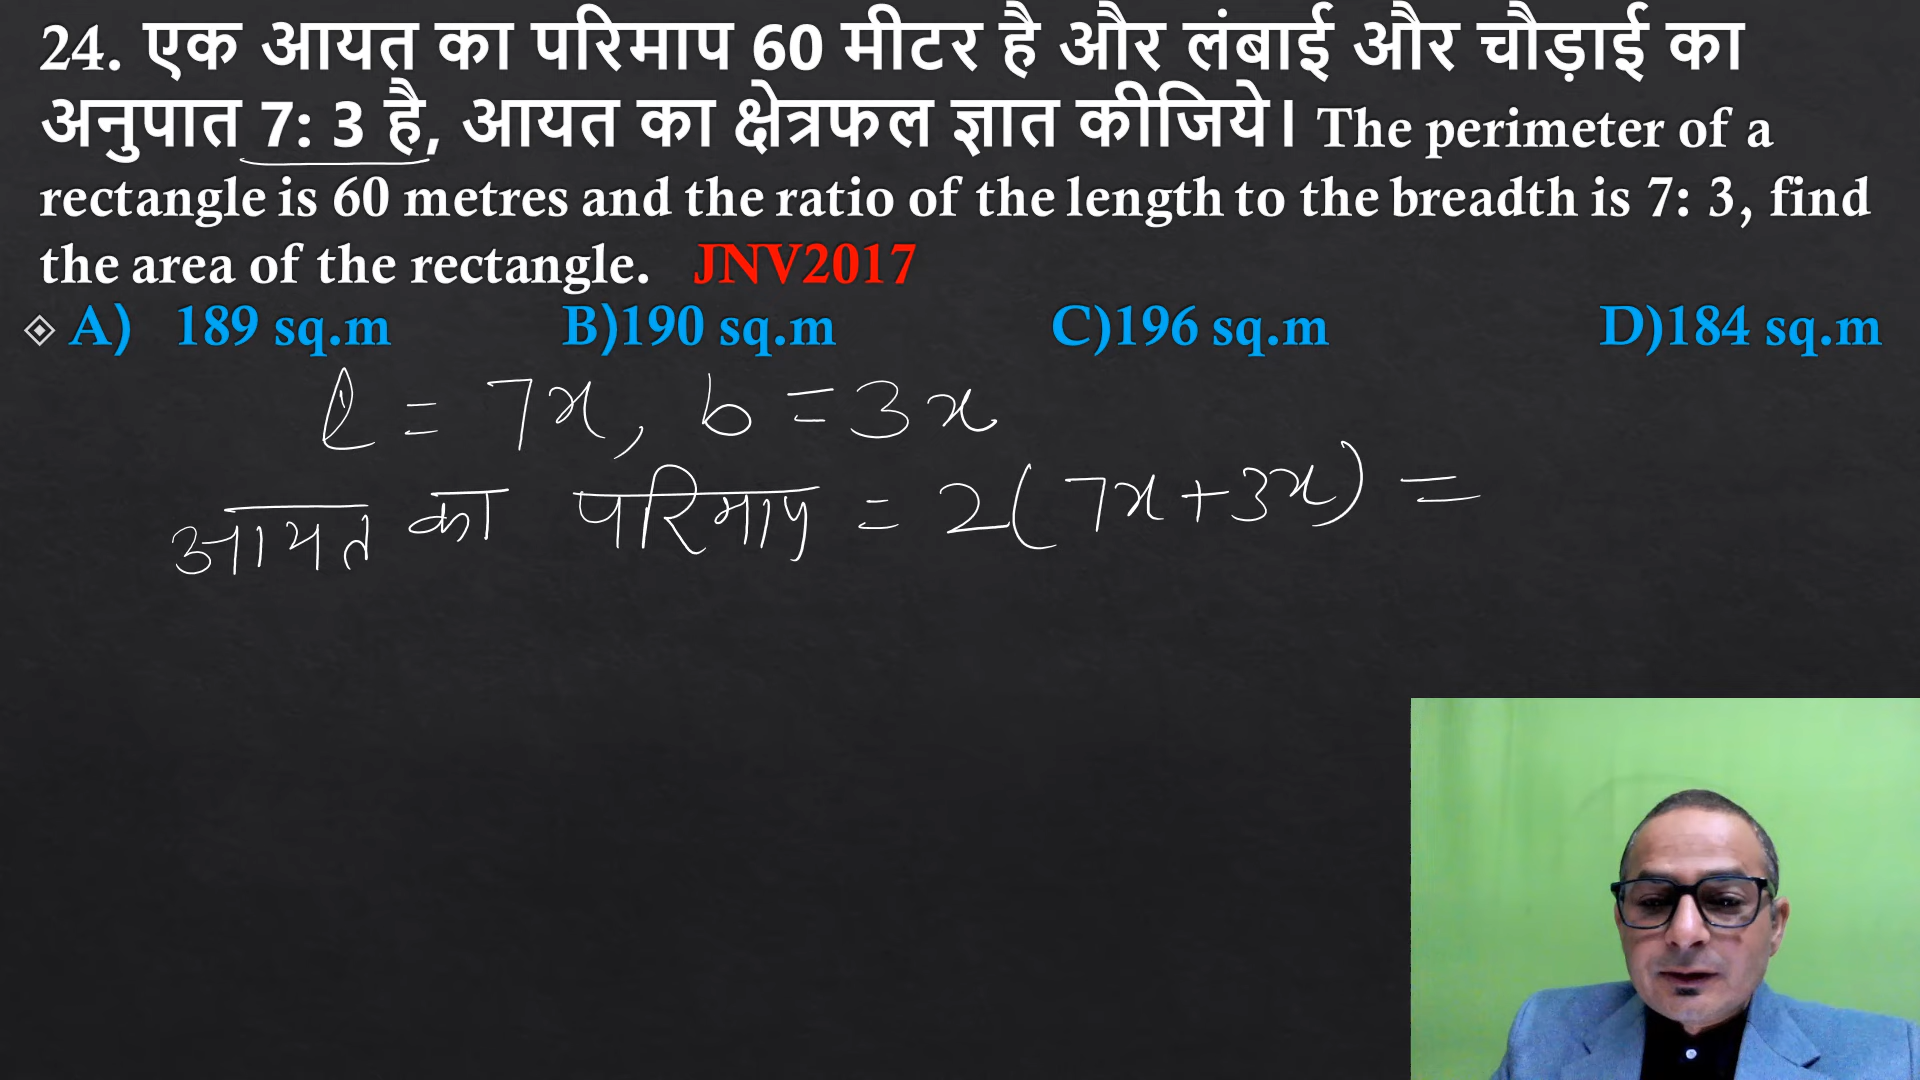 24. एक आयत का परिमाप 60 मीटर है और लंबाई और चौड़ाई का
अनुपात 7: 3 है, आयत का क्षेत्रफल ज्ञात कीजिये। The perimeter of a
rectangle is 60 metres and the ratio of the length to the breadth is 7: 3, find
the area of the rectangle. JNV2017
A) 189 sq.m B)190 sq.m C)196 sq.m D)184 sq.m
l = 7x, b = 3x
आयत का परिमाप = 2(7x+3x) =